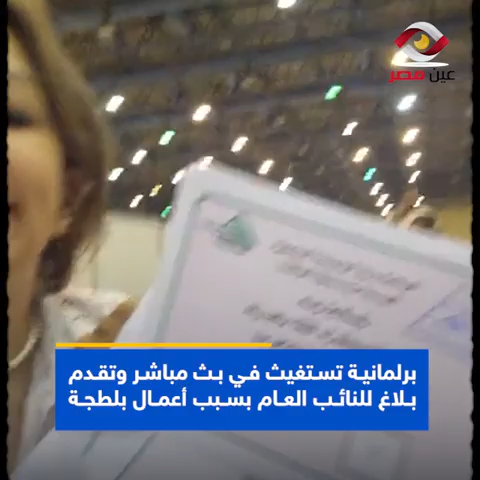 عين مصر
برلمانية تستغيث في بث مباشر وتقدم
بلاغ للنائب العام بسبب أعمال بلطجة